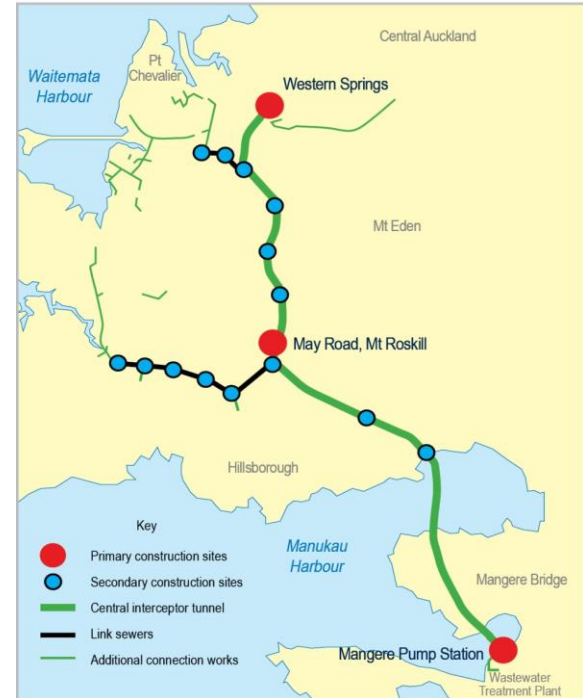 Central Auckland
Pt
Chevalier
Waitemata
Harbour
Western Springs
Mt Eden
May Road, Mt Roskill
Hillsborough
Key
Primary construction sites
Secondary construction sites
Central interceptor tunnel
Link sewers
Additional connection works
Manukau
Harbour
Mangere Bridge
Mangere Pump Station
Wastewater
Treatment Plant